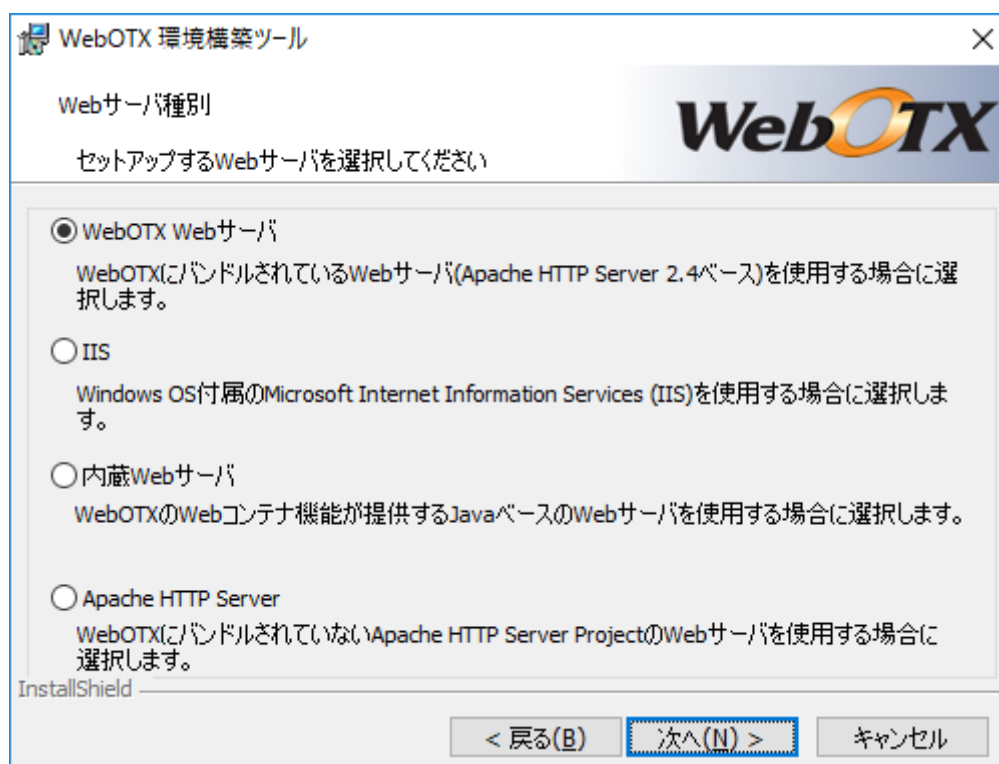 WebOTX 環境構築ツール
Webサーバ種別
WebOTX
セットアップするWebサーバを選択してください
WebOTX Webサーバ
WebOTXにバンドルされているWebサーバ(Apache HTTP Server 2.4ベース)を使用する場合に選
択します。
IIS
Windows OS付属のMicrosoft Internet Information Services (IIS)を使用する場合に選択しま
す。
内蔵Webサーバ
WebOTXのWebコンテナ機能が提供するJavaベースのWebサーバを使用する場合に選択します。
Apache HTTP Server
WebOTXにバンドルされていないApache HTTP Server ProjectのWebサーバを使用する場合に
選択します。
InstallShield
< 戻る(B)
次へ(N) >
キャンセル